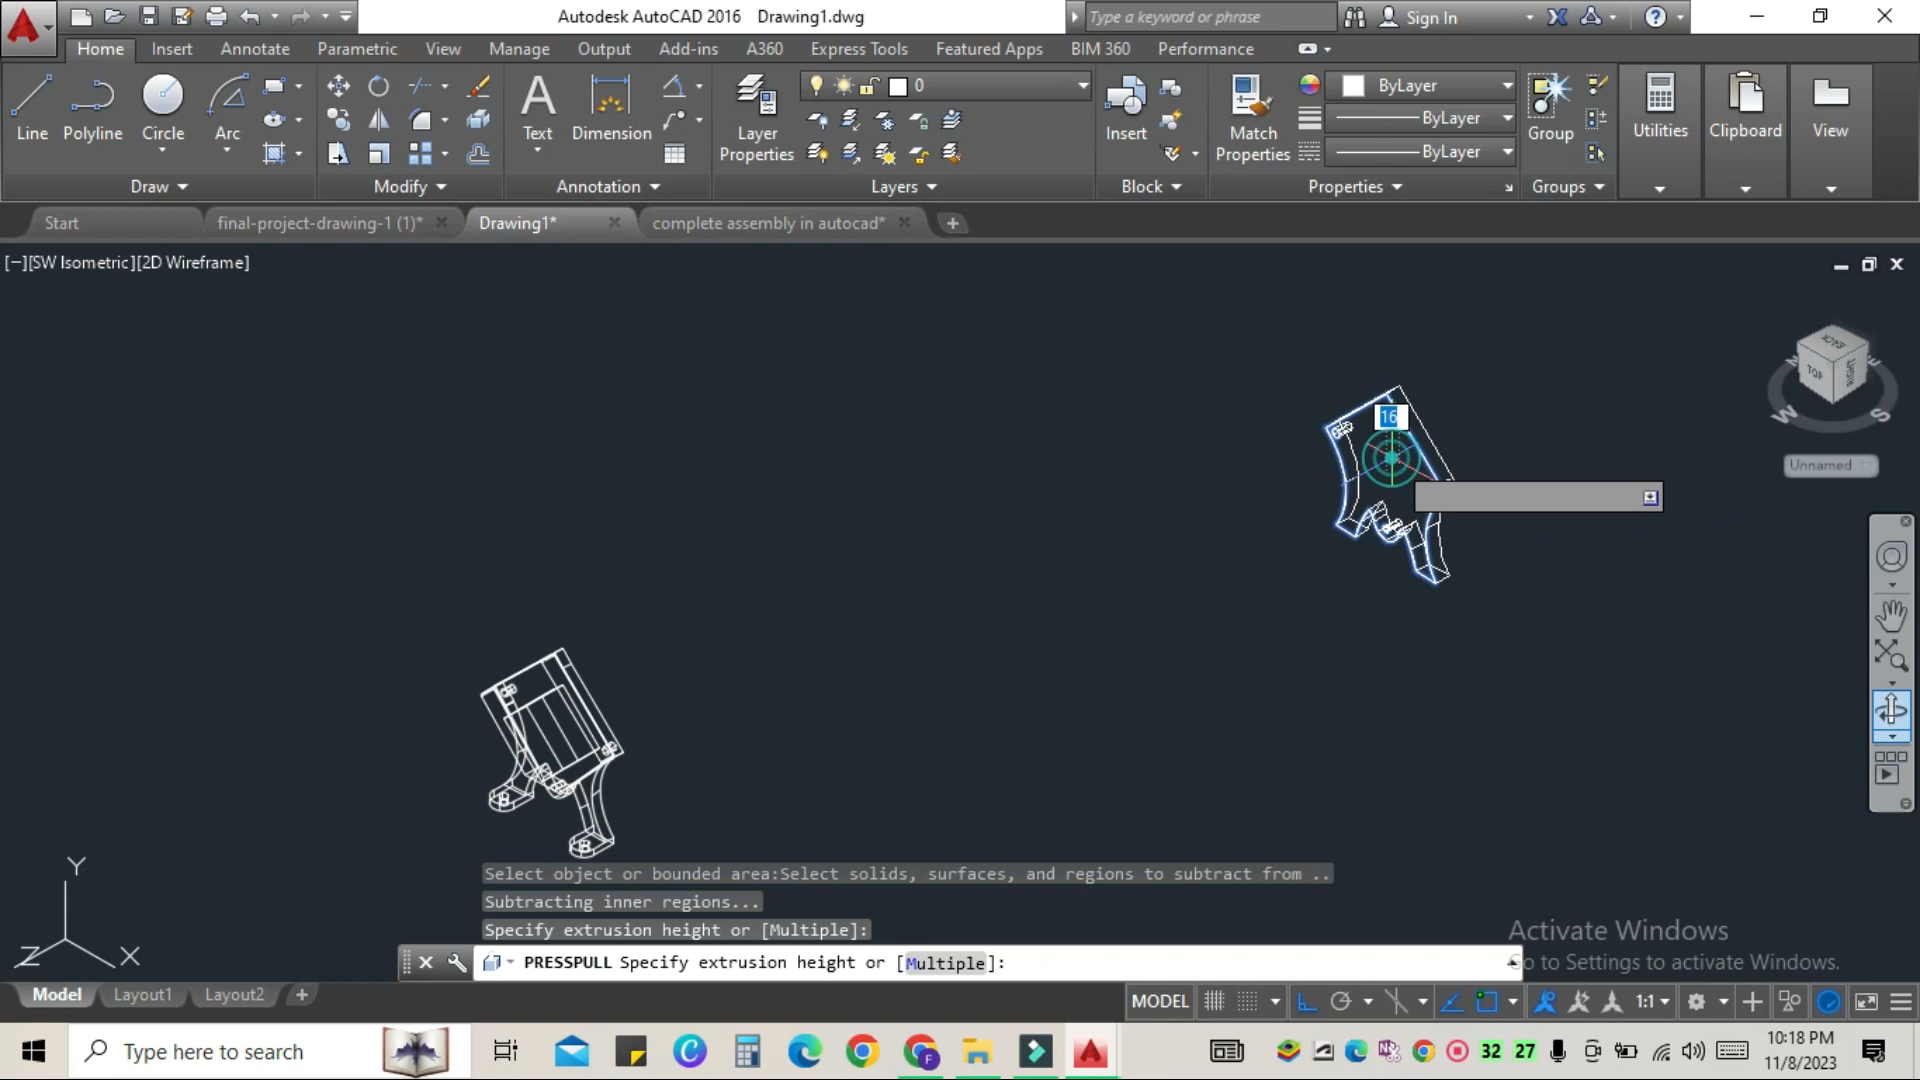 Autodesk AutoCAD 2016 Drawing1.dwg
Type a keyword or phrase
Sign In
Home Insert Annotate Parametric View Manage Output Add-ins A360 Express Tools Featured Apps BIM 360 Performance
Line Polyline Circle Arc
Text Dimension
Layer Properties
0
Insert
Match Properties
ByLayer
ByLayer
ByLayer
Group
Utilities
Clipboard
View
Draw Modify Annotation Layers Block Properties Groups
Start final-project-drawing-1 (1)* Drawing1* complete assembly in autocad*
[−][SW Isometric][2D Wireframe]
BACK
TOP
RIGHT
W
S
Unnamed
16
Y
Z
X
Select object or bounded area:Select solids, surfaces, and regions to subtract from ..
Subtracting inner regions...
Specify extrusion height or [Multiple]:
PRESSPULL Specify extrusion height or [Multiple]:
Activate Windows
Go to Settings to activate Windows.
Model Layout1 Layout2
MODEL
1:1
Type here to search
32 27
10:18 PM
11/8/2023